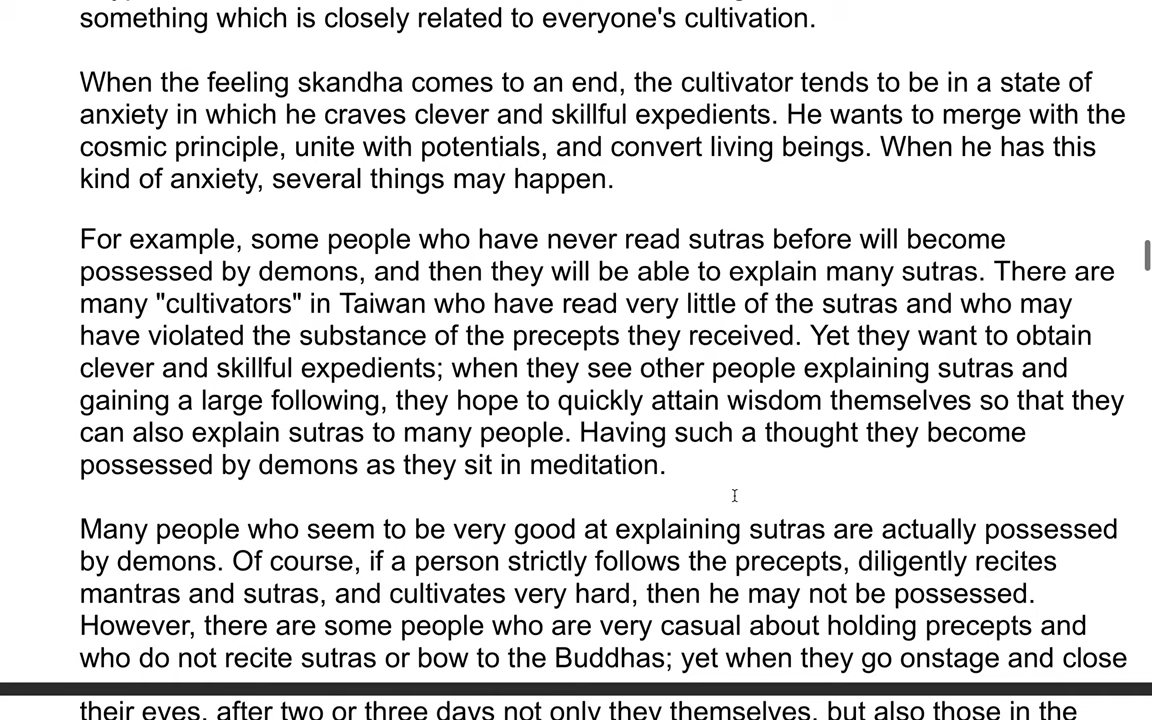 something which is closely related to everyone's cultivation.
When the feeling skandha comes to an end, the cultivator tends to be in a state of
anxiety in which he craves clever and skillful expedients. He wants to merge with the
cosmic principle, unite with potentials, and convert living beings. When he has this
kind of anxiety, several things may happen.
For example, some people who have never read sutras before will become
possessed by demons, and then they will be able to explain many sutras. There are
many "cultivators" in Taiwan who have read very little of the sutras and who may
have violated the substance of the precepts they received. Yet they want to obtain
clever and skillful expedients; when they see other people explaining sutras and
gaining a large following, they hope to quickly attain wisdom themselves so that they
can also explain sutras to many people. Having such a thought they become
possessed by demons as they sit in meditation.
Many people who seem to be very good at explaining sutras are actually possessed
by demons. Of course, if a person strictly follows the precepts, diligently recites
mantras and sutras, and cultivates very hard, then he may not be possessed.
However, there are some people who are very casual about holding precepts and
who do not recite sutras or bow to the Buddhas; yet when they go onstage and close
their eyes, after two or three days not only they themselves, but also those in the